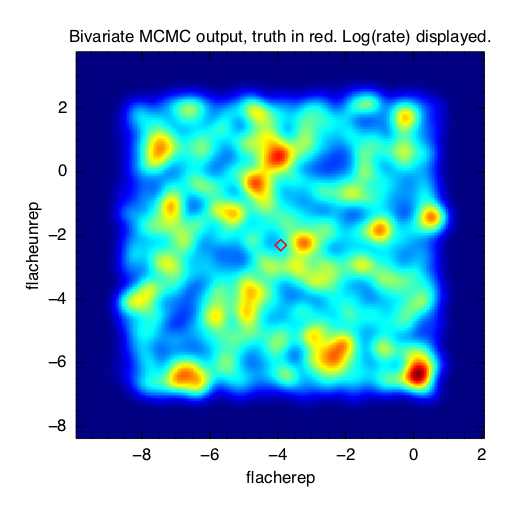 Bivariate MCMC output, truth in red. Log(rate) displayed.
2
0
−2
−4
−6
−8
flacheunrep
−8 −6 −4 −2 0 2
flacherep